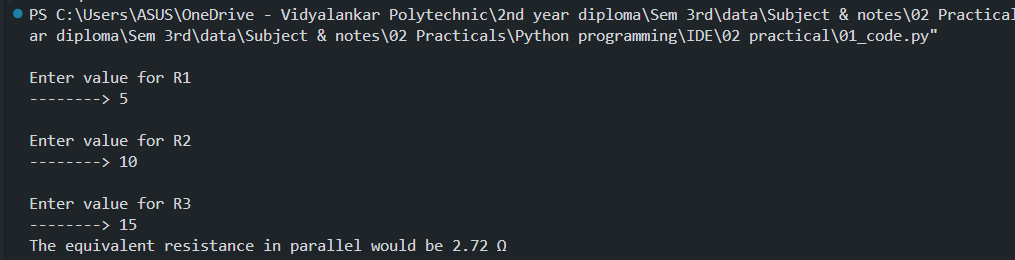 PS C:\Users\ASUS\OneDrive - Vidyalankar Polytechnic\2nd year diploma\Sem 3rd\data\Subject & notes\02 Practical
ar diploma\Sem 3rd\data\Subject & notes\02 Practicals\Python programming\IDE\02 practical\01_code.py"
Enter value for R1
--------> 5
Enter value for R2
--------> 10
Enter value for R3
--------> 15
The equivalent resistance in parallel would be 2.72 Ω